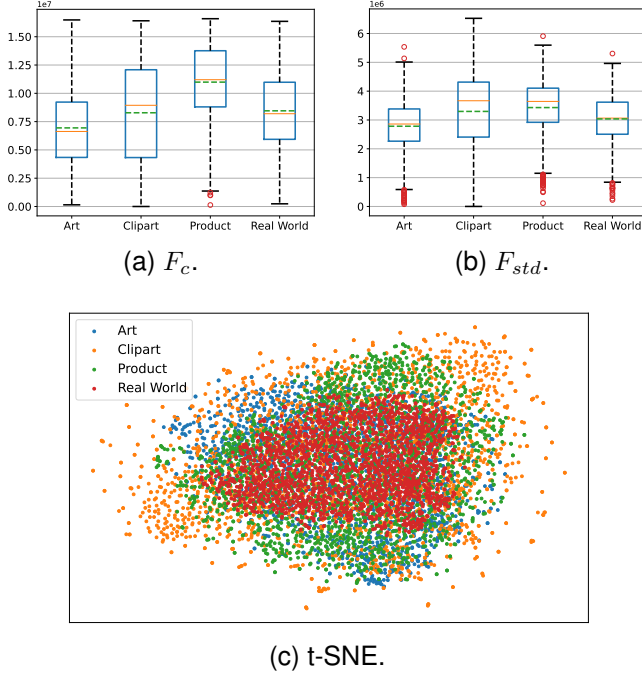 1e7
1.50
1.25
1.00
0.75
0.50
0.25
0.00
Art Clipart Product Real World
(a) F_c.
1e6
6
5
4
3
2
1
0
Art Clipart Product Real World
(b) F_{std}.
Art
Clipart
Product
Real World
(c) t-SNE.